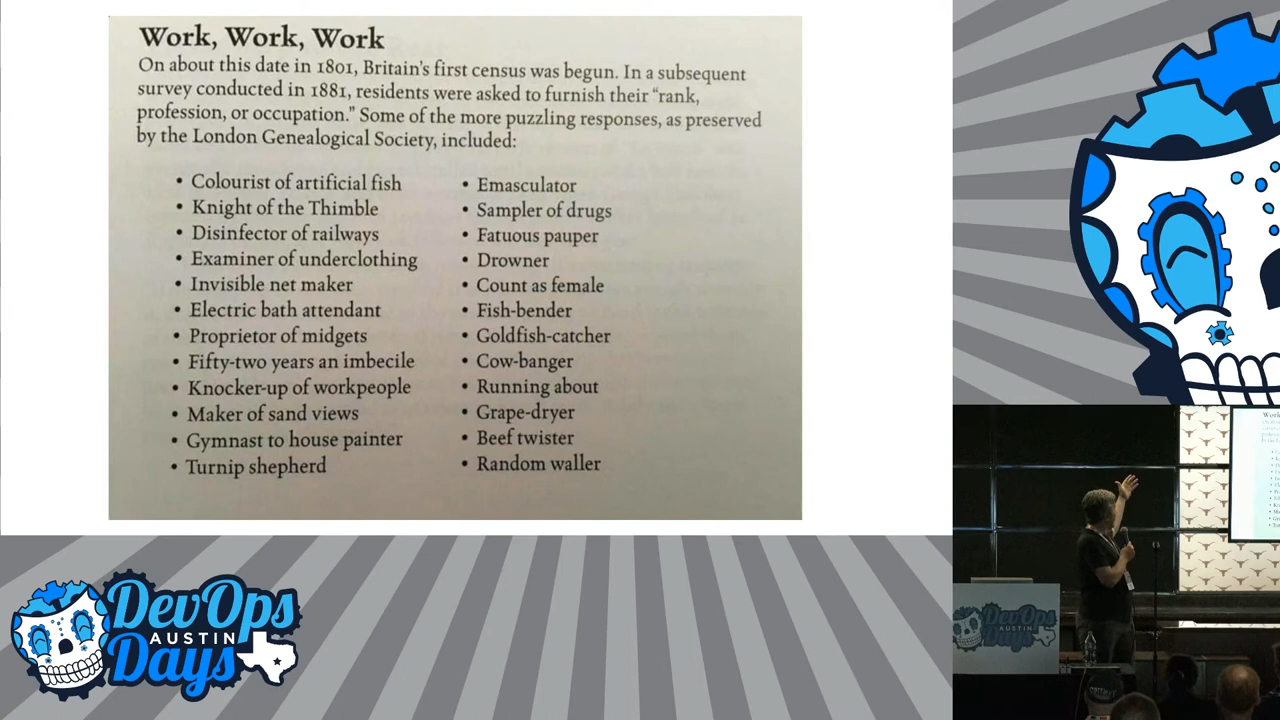 Work, Work, Work
On about this date in 1801, Britain's first census was begun. In a subsequent
survey conducted in 1881, residents were asked to furnish their "rank,
profession, or occupation." Some of the more puzzling responses, as preserved
by the London Genealogical Society, included:
• Colourist of artificial fish
• Knight of the Thimble
• Disinfector of railways
• Examiner of underclothing
• Invisible net maker
• Electric bath attendant
• Proprietor of midgets
• Fifty-two years an imbecile
• Knocker-up of workpeople
• Maker of sand views
• Gymnast to house painter
• Turnip shepherd
• Emasculator
• Sampler of drugs
• Fatuous pauper
• Drowner
• Count as female
• Fish-bender
• Goldfish-catcher
• Cow-banger
• Running about
• Grape-dryer
• Beef twister
• Random waller
DevOps
AUSTIN
Days
DevOps
AUSTIN
Days